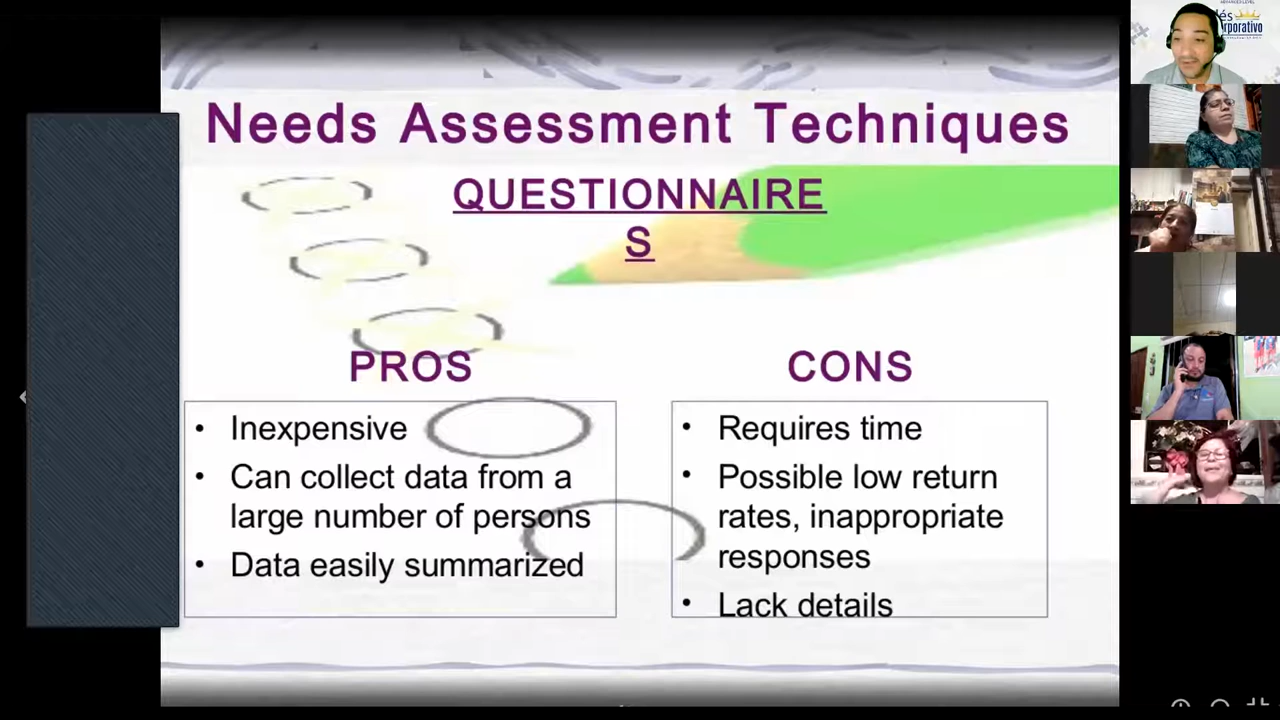 Needs Assessment Techniques
QUESTIONNAIRE
S
PROS
• Inexpensive
• Can collect data from a
large number of persons
• Data easily summarized
CONS
• Requires time
• Possible low return
rates, inappropriate
responses
• Lack details